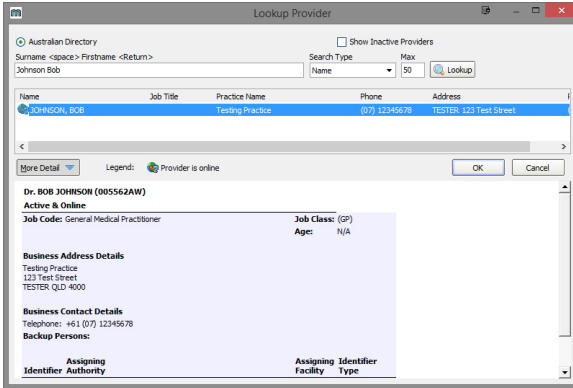 Lookup Provider
Australian Directory
Show Inactive Providers
Surname <space> Firstname <Return>
Search Type
Max
Johnson Bob
Name
50
Lookup
Name Job Title Practice Name Phone Address
JOHNSON, BOB Testing Practice (07) 12345678 TESTER 123 Test Street
More Detail
Legend: Provider is online
OK
Cancel
Dr. BOB JOHNSON (005562AW)
Active & Online
Job Code: General Medical Practitioner Job Class: (GP)
Age: N/A
Business Address Details
Testing Practice
123 Test Street
TESTER QLD 4000
Business Contact Details
Telephone: +61 (07) 12345678
Backup Persons:
Assigning Assigning Identifier
Identifier Authority Facility Type